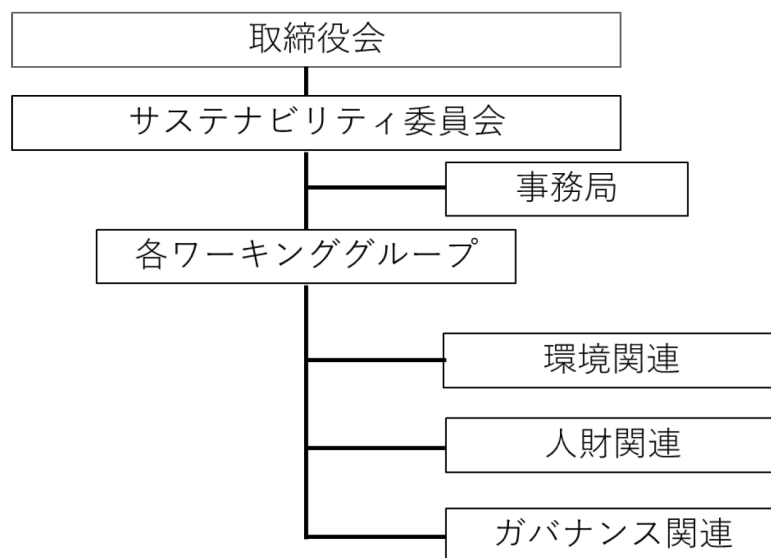 取締役会
サステナビリティ委員会
事務局
各ワーキンググループ
環境関連
人財関連
ガバナンス関連